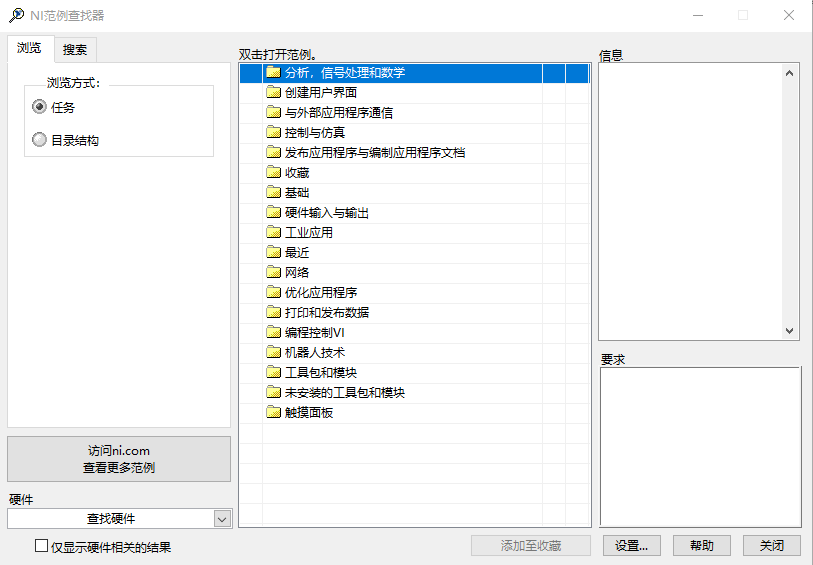 NI范例查找器
浏览
搜索
浏览方式:
任务
目录结构
访问ni.com
查看更多范例
硬件
查找硬件
仅显示硬件相关的结果
双击打开范例。
分析，信号处理和数学
创建用户界面
与外部应用程序通信
控制与仿真
发布应用程序与编制应用程序文档
收藏
基础
硬件输入与输出
工业应用
最近
网络
优化应用程序
打印和发布数据
编程控制VI
机器人技术
工具包和模块
未安装的工具包和模块
触摸面板
信息
要求
添加至收藏
设置...
帮助
关闭